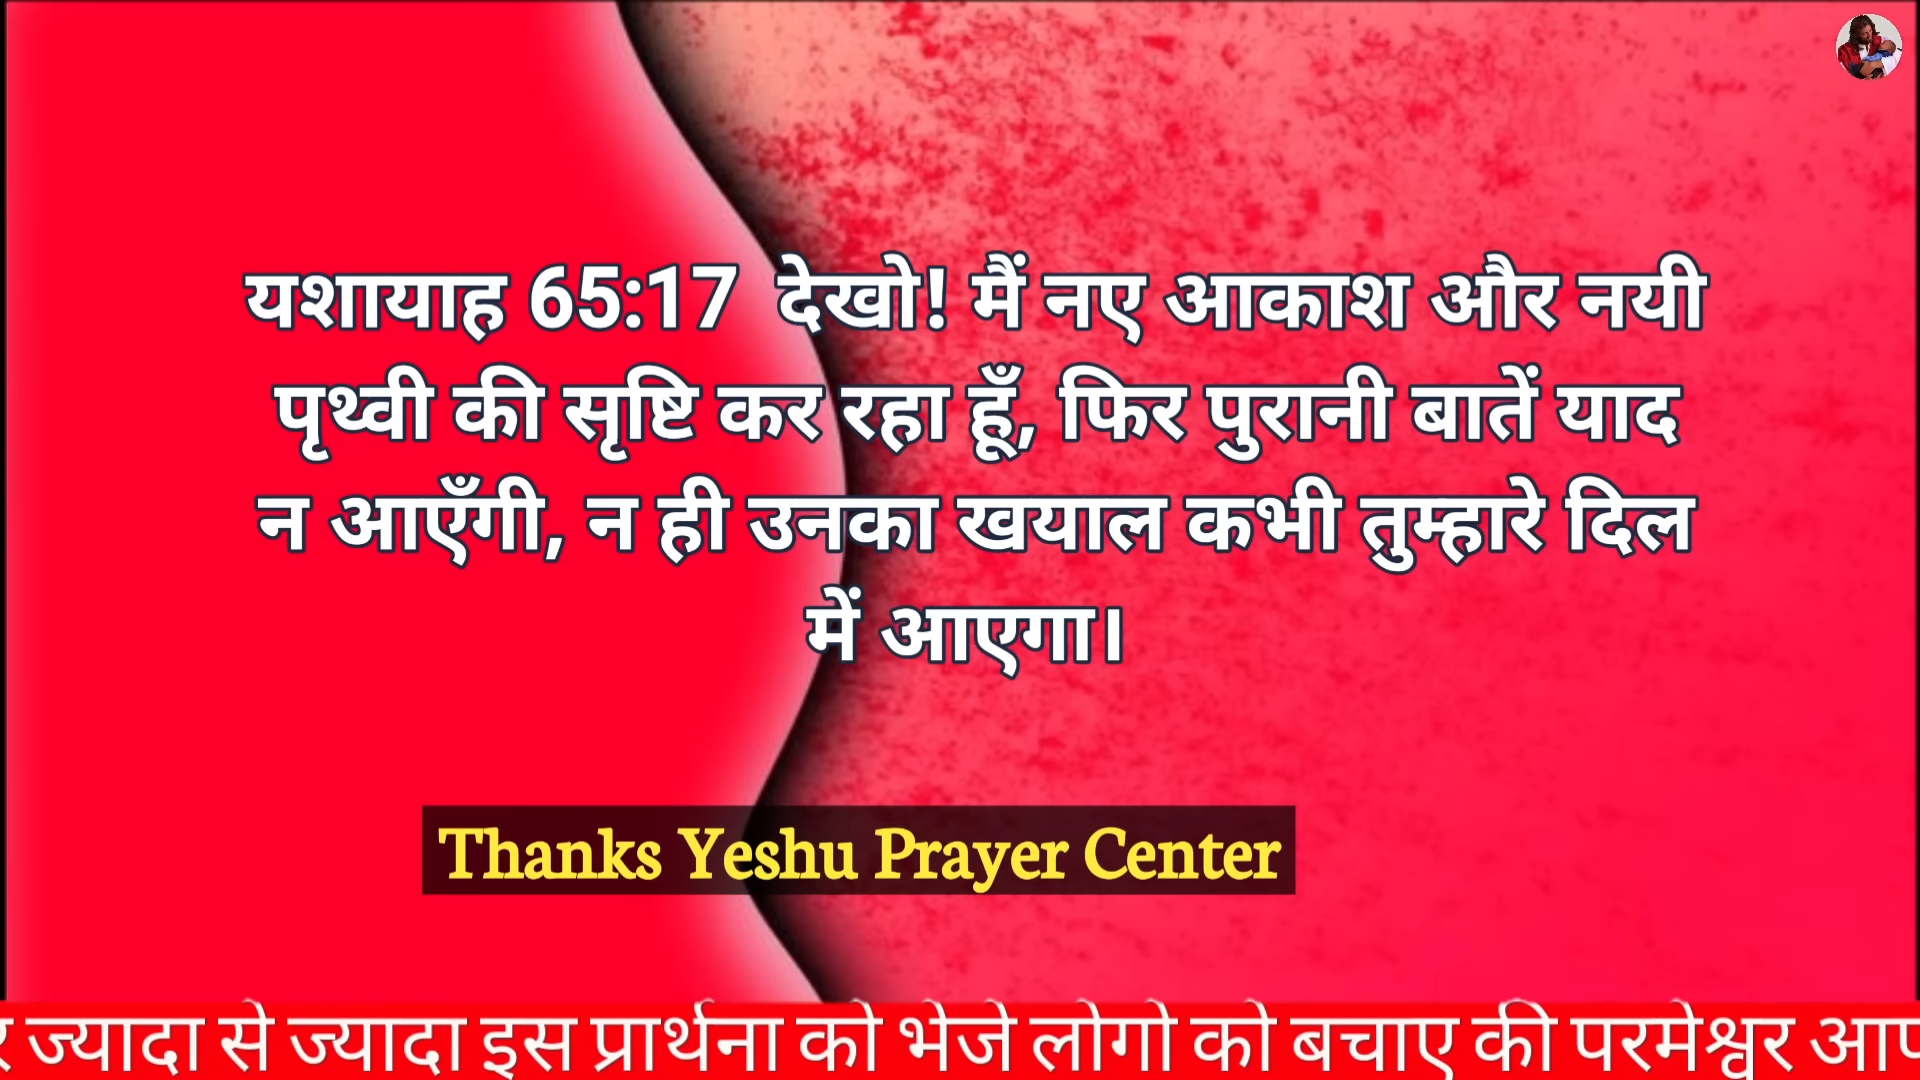 यशायाह 65:17 देखो! मैं नए आकाश और नयी
पृथ्वी की सृष्टि कर रहा हूँ, फिर पुरानी बातें याद
न आएँगी, न ही उनका खयाल कभी तुम्हारे दिल
में आएगा।
Thanks Yeshu Prayer Center
ज्यादा से ज्यादा इस प्रार्थना को भेजे लोगो को बचाए की परमेश्वर